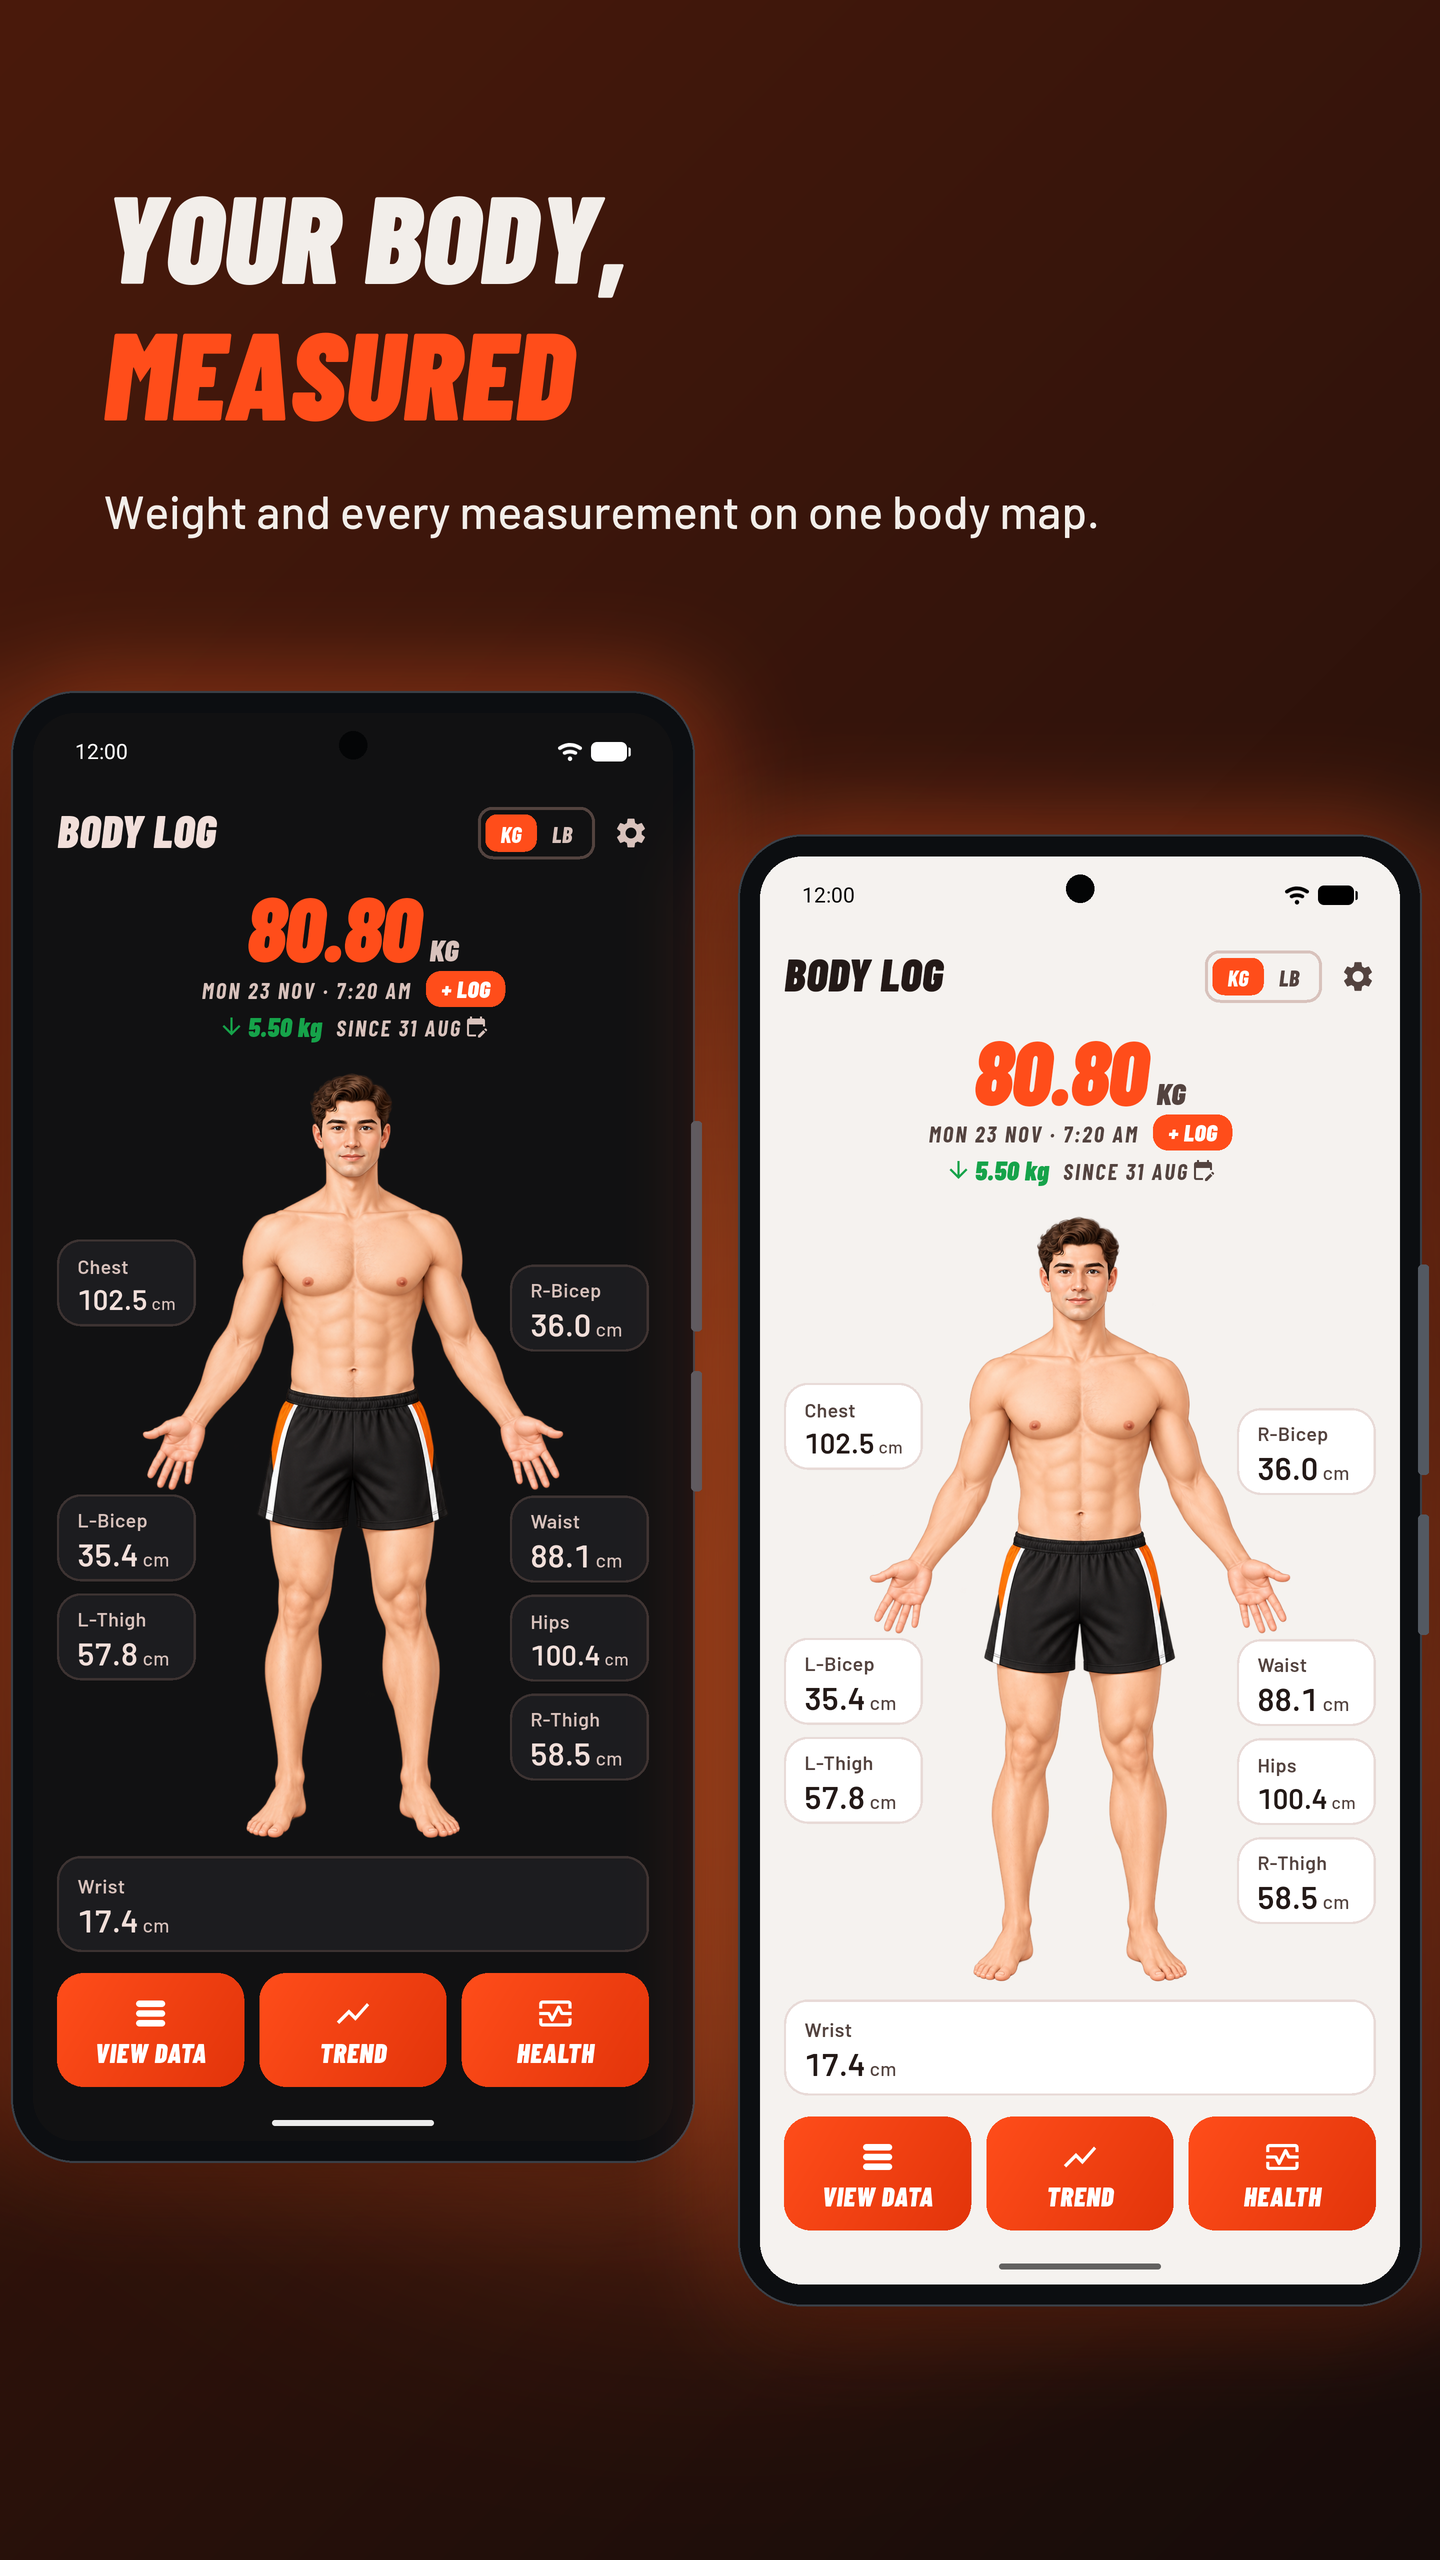 YOUR BODY,
MEASURED
Weight and every measurement on one body map.
12:00
BODY LOG
KG LB
80.80 KG
MON 23 NOV · 7:20 AM + LOG
↓ 5.50 kg SINCE 31 AUG
Chest
102.5 cm
R-Bicep
36.0 cm
L-Bicep
35.4 cm
Waist
88.1 cm
L-Thigh
57.8 cm
Hips
100.4 cm
R-Thigh
58.5 cm
Wrist
17.4 cm
VIEW DATA TREND HEALTH
12:00
BODY LOG
KG LB
80.80 KG
MON 23 NOV · 7:20 AM + LOG
↓ 5.50 kg SINCE 31 AUG
Chest
102.5 cm
R-Bicep
36.0 cm
L-Bicep
35.4 cm
Waist
88.1 cm
L-Thigh
57.8 cm
Hips
100.4 cm
R-Thigh
58.5 cm
Wrist
17.4 cm
VIEW DATA TREND HEALTH